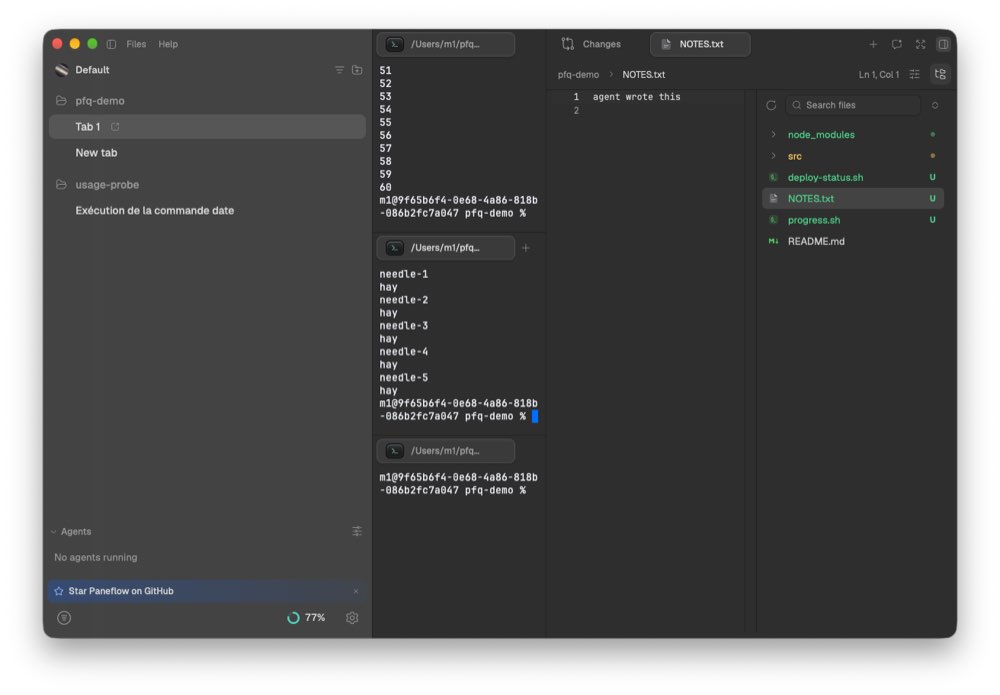 Files Help
Default
pfq-demo
Tab 1
New tab
usage-probe
Exécution de la commande date
Agents
No agents running
Star Paneflow on GitHub
77%
/Users/m1/pfq…
51
52
53
54
55
56
57
58
59
60
m1@9f65b6f4-0e68-4a86-818b
-086b2fc7a047 pfq-demo %
/Users/m1/pfq…
needle-1
hay
needle-2
hay
needle-3
hay
needle-4
hay
needle-5
hay
m1@9f65b6f4-0e68-4a86-818b
-086b2fc7a047 pfq-demo %
/Users/m1/pfq…
m1@9f65b6f4-0e68-4a86-818b
-086b2fc7a047 pfq-demo %
Changes NOTES.txt
pfq-demo > NOTES.txt Ln 1, Col 1
1 agent wrote this
2
Search files
node_modules
src
deploy-status.sh U
NOTES.txt U
progress.sh U
M↓ README.md